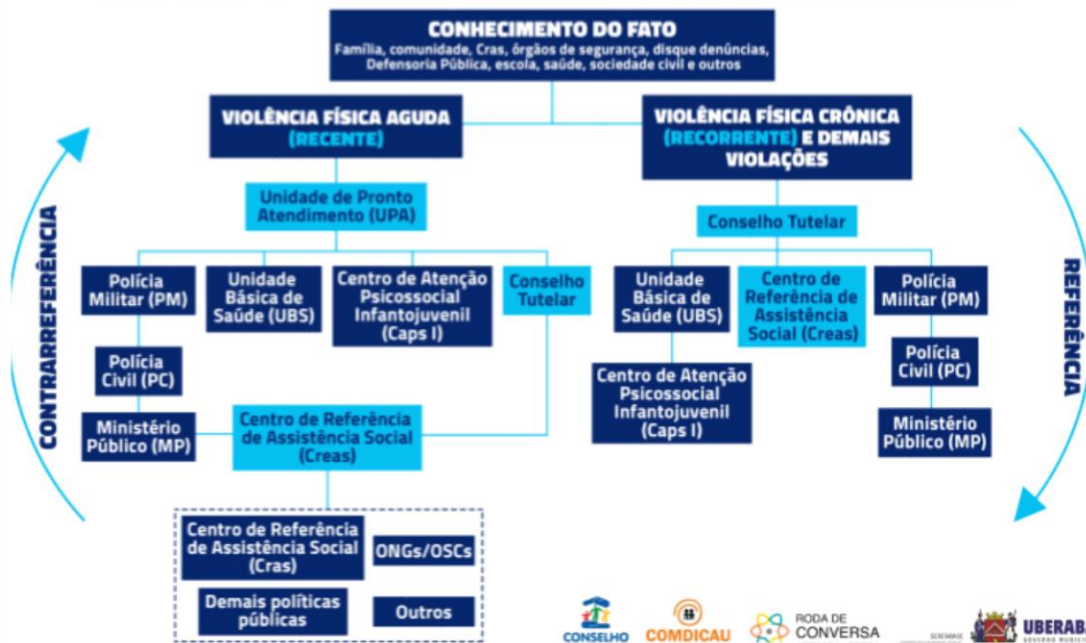 CONHECIMENTO DO FATO
Família, comunidade, Cras, órgãos de segurança, disque denúncias,
Defensoria Pública, escola, saúde, sociedade civil e outros
VIOLÊNCIA FÍSICA AGUDA
(RECENTE)
VIOLÊNCIA FÍSICA CRÔNICA
(RECORRENTE) E DEMAIS
VIOLAÇÕES
Unidade de Pronto
Atendimento (UPA)
Conselho Tutelar
Polícia
Militar (PM)
Unidade
Básica de
Saúde (UBS)
Centro de Atenção
Psicossocial
Infantojuvenil
(Caps I)
Conselho
Tutelar
Unidade
Básica de
Saúde (UBS)
Centro de
Referência de
Assistência
Social (Creas)
Polícia
Militar (PM)
Polícia
Civil (PC)
Centro de Atenção
Psicossocial
Infantojuvenil
(Caps I)
Polícia
Civil (PC)
Ministério
Público (MP)
Centro de Referência
de Assistência Social
(Creas)
Ministério
Público (MP)
CONTRARREFERÊNCIA
REFERÊNCIA
Centro de Referência
de Assistência Social
(Cras)
ONGs/OSCs
Demais políticas
públicas
Outros
CONSELHO
COMDICAU
RODA DE
CONVERSA
UBERAB